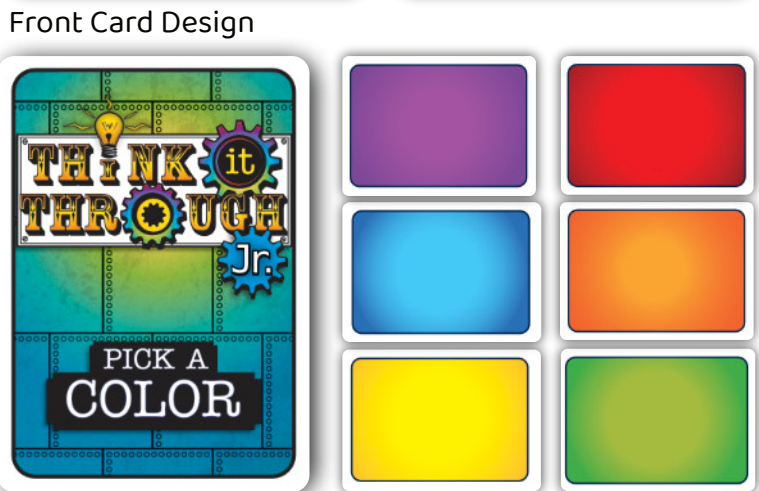 Front Card Design
THiNK it
THROUGH
Jr.
PICK A
COLOR